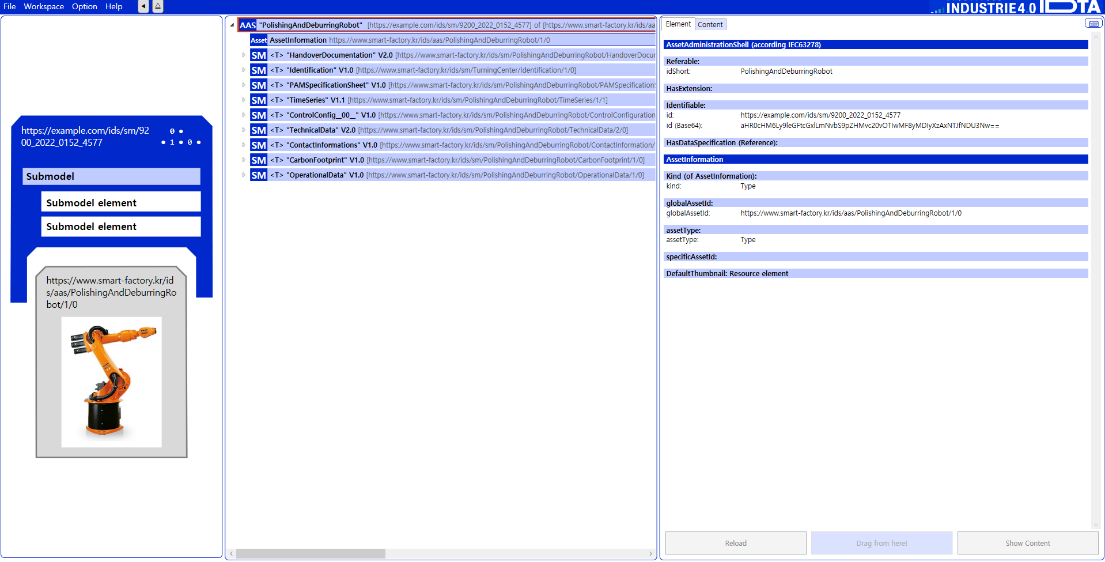 File Workspace Option Help
INDUSTRIE4.0 IDTA
https://example.com/ids/sm/92
00_2022_0152_4577
0
1 0
Submodel
Submodel element
Submodel element
https://www.smart-factory.kr/id
s/aas/PolishingAndDeburringRo
bot/1/0
AAS "PolishingAndDeburringRobot" [https://example.com/ids/sm/9200_2022_0152_4577] of [https://www.smart-factory.kr/ids/aa
Asset AssetInformation https://www.smart-factory.kr/ids/aas/PolishingAndDeburringRobot/1/0
SM <T> "HandoverDocumentation" V2.0 [https://www.smart-factory.kr/ids/sm/PolishingAndDeburringRobot/HandoverDocu
SM <T> "Identification" V1.0 [https://www.smart-factory.kr/ids/sm/TurningCenter/Identification/1/0]
SM <T> "PAMSpecificationSheet" V1.0 [https://www.smart-factory.kr/ids/sm/PolishingAndDeburringRobot/PAMSpecification
SM <T> "TimeSeries" V1.1 [https://www.smart-factory.kr/ids/sm/PolishingAndDeburringRobot/TimeSeries/1/1]
SM <T> "ControlConfig__00__" V1.0 [https://www.smart-factory.kr/ids/sm/PolishingAndDeburringRobot/ControlConfiguration
SM <T> "TechnicalData" V2.0 [https://www.smart-factory.kr/ids/sm/PolishingAndDeburringRobot/TechnicalData/2/0]
SM <T> "ContactInformations" V1.0 [https://www.smart-factory.kr/ids/sm/PolishingAndDeburringRobot/ContactInformation/
SM <T> "CarbonFootprint" V1.0 [https://www.smart-factory.kr/ids/sm/PolishingAndDeburringRobot/CarbonFootprint/1/0]
SM <T> "OperationalData" V1.0 [https://www.smart-factory.kr/ids/sm/PolishingAndDeburringRobot/OperationalData/1/0]
Element Content
AssetAdministrationShell (according IEC63278)
Referable:
idShort: PolishingAndDeburringRobot
HasExtension:
Identifiable:
id: https://example.com/ids/sm/9200_2022_0152_4577
id (Base64): aHR0cHM6Ly9leGFtcGxlLmNvbS9pZHMvc20vOTIwMF8yMDIyXzAxNTJfNDU3Nw==
HasDataSpecification (Reference):
AssetInformation
Kind (of AssetInformation):
kind: Type
globalAssetId:
globalAssetId: https://www.smart-factory.kr/ids/aas/PolishingAndDeburringRobot/1/0
assetType:
assetType: Type
specificAssetId:
DefaultThumbnail: Resource element
Reload Drag from here! Show Content